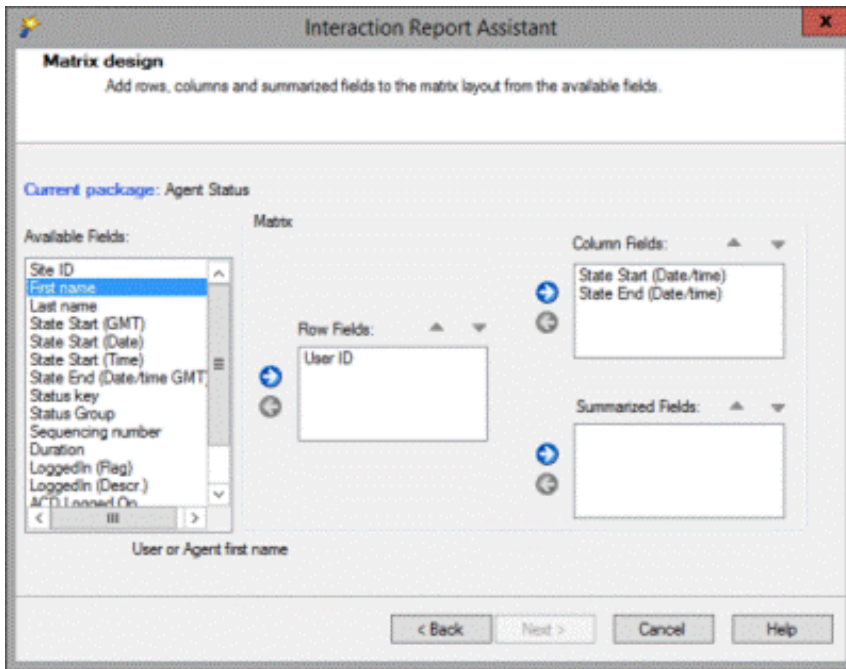 Interaction Report Assistant
x
Matrix design
Add rows, columns and summarized fields to the matrix layout from the available fields.
Current package: Agent Status
Available Fields:
Site ID
First name
Last name
State Start (GMT)
State Start (Date)
State Start (Time)
State End (Date/time GMT)
Status key
Status Group
Sequencing number
Duration
LoggedIn (Flag)
LoggedIn (Descr.)
ACD Logged On
User or Agent first name
Matrix
Row Fields:
User ID
Column Fields:
State Start (Date/time)
State End (Date/time)
Summarized Fields:
< Back
Next >
Cancel
Help